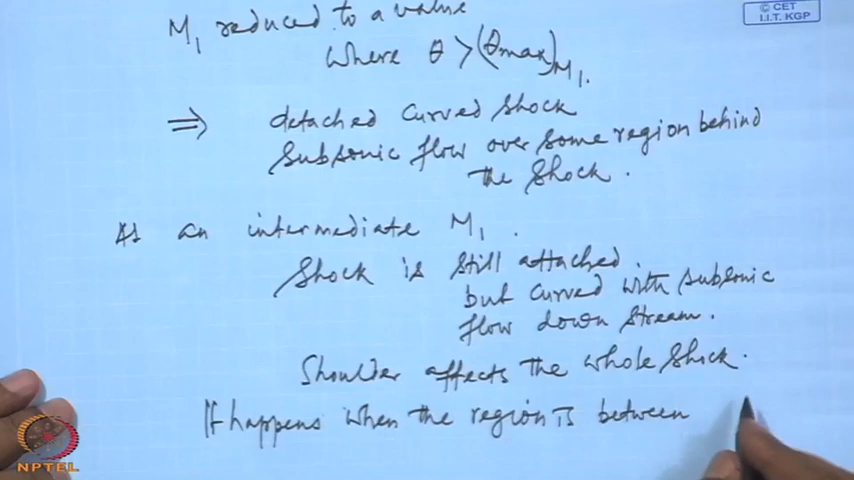 © CET
I.I.T. KGP
M₁ reduced to a value
where θ > (θmax)M₁.
⇒ detached curved shock
Subsonic flow over some region behind
the shock.
At an intermediate M₁.
Shock is still attached.
but curved with subsonic
flow down stream.
Shoulder affects the whole shock.
It happens when the region is between
NPTEL